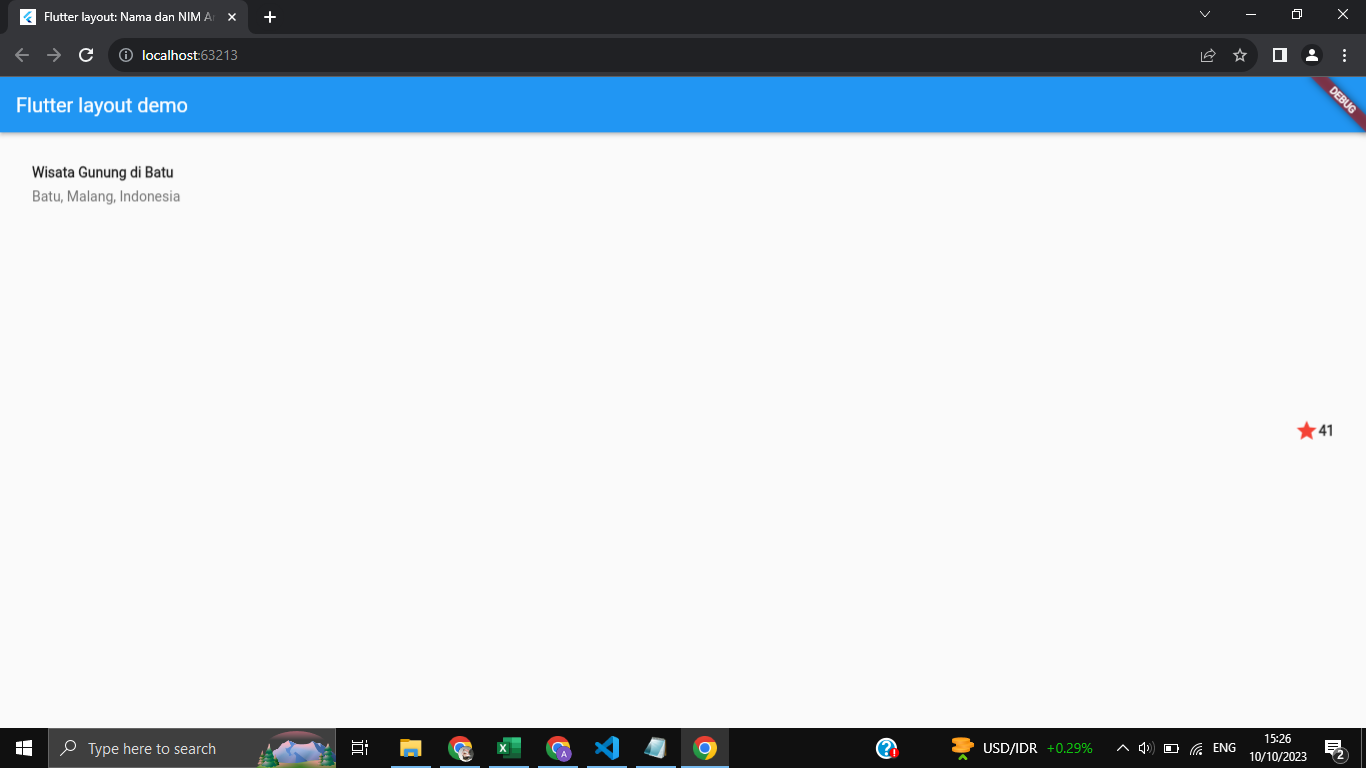 Flutter layout: Nama dan NIM A
localhost:63213
Flutter layout demo
DEBUG
Wisata Gunung di Batu
Batu, Malang, Indonesia
41
Type here to search
A
USD/IDR +0.29%
ENG
15:26
10/10/2023
2